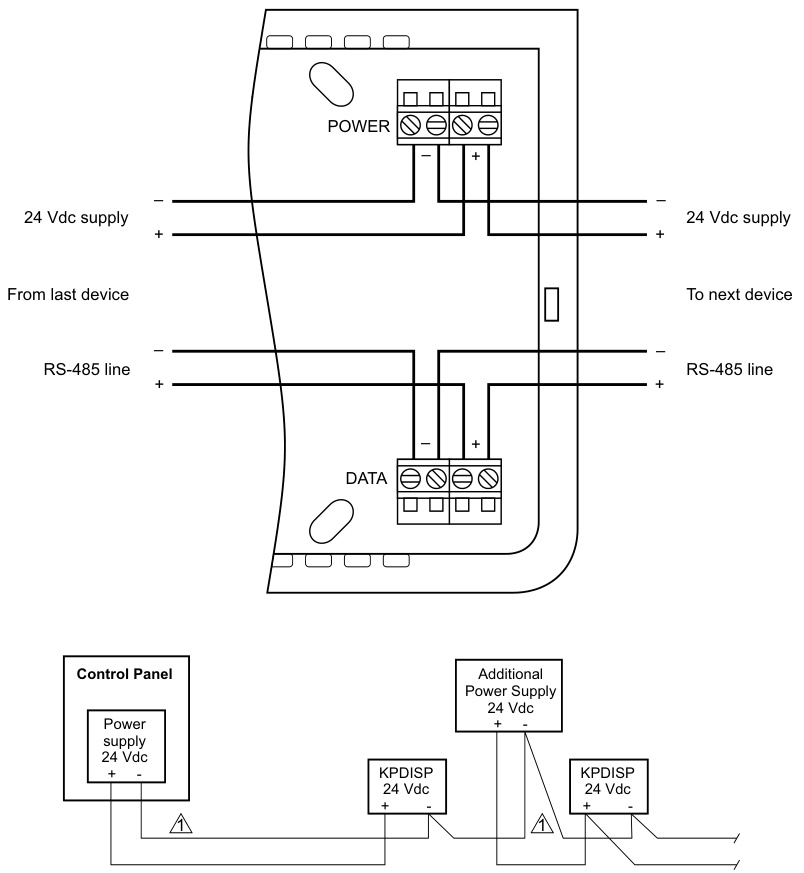 POWER
– +
– –
24 Vdc supply 24 Vdc supply
+ +
From last device To next device
– –
RS-485 line RS-485 line
+ +
– +
DATA
Control Panel
Power
supply
24 Vdc
+ -
Additional
Power Supply
24 Vdc
+ -
KPDISP
24 Vdc
+ -
KPDISP
24 Vdc
+ -
1
1